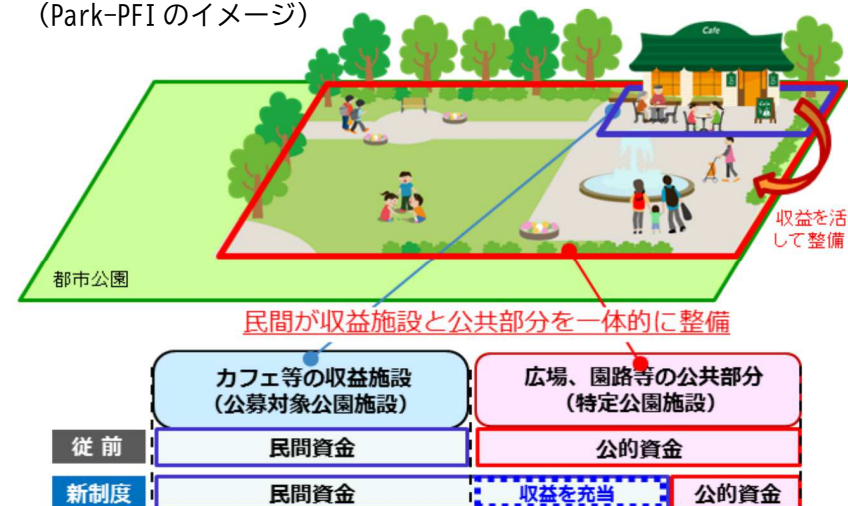 （Park-PFI のイメージ）
Cafe
収益を活
して整備
都市公園
民間が収益施設と公共部分を一体的に整備
カフェ等の収益施設
（公募対象公園施設）
広場、園路等の公共部分
（特定公園施設）
従 前
民間資金
公的資金
新制度
民間資金
収益を充当
公的資金